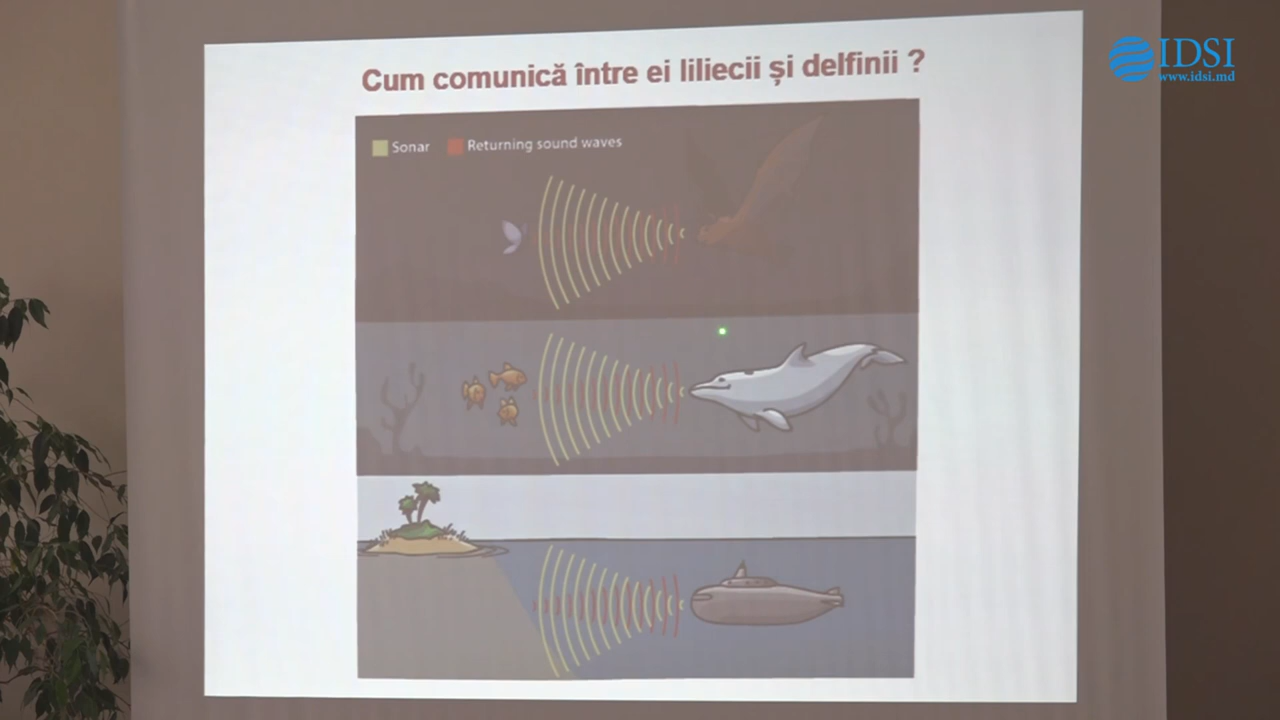 Cum comunică între ei liliecii și delfinii ?
Sonar
Returning sound waves
IDSI
www.idsi.md